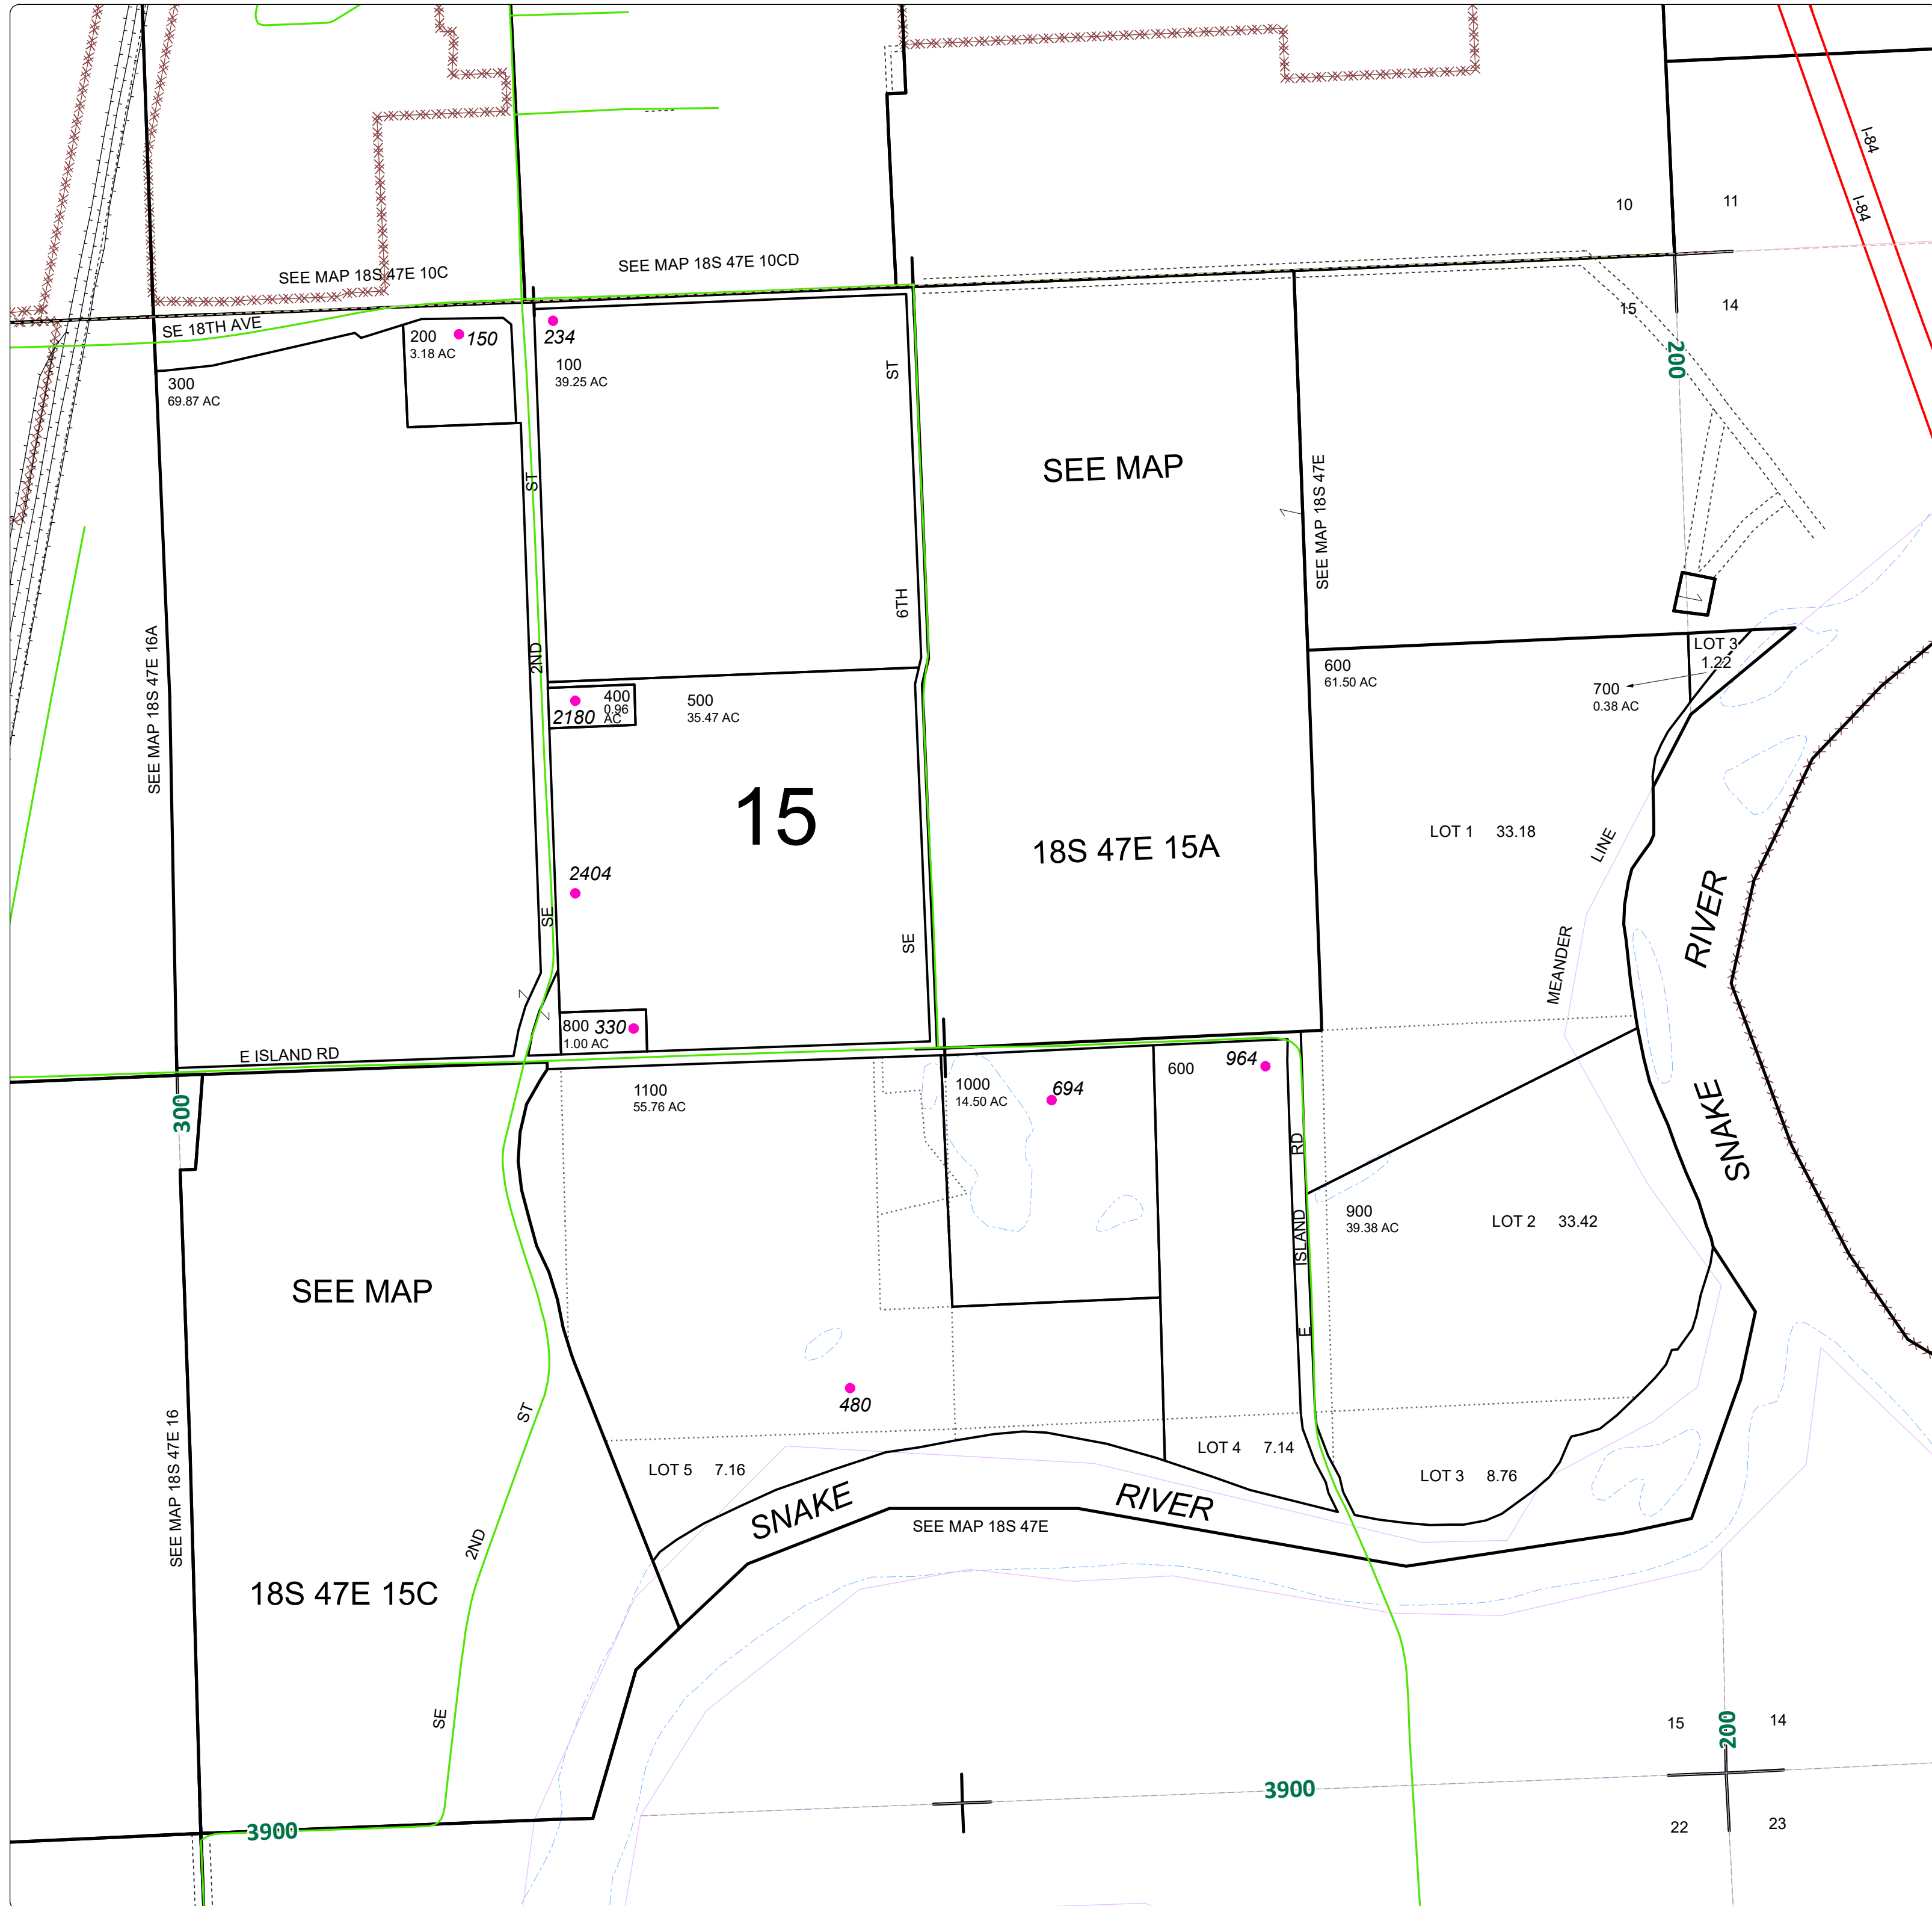 I-84
I-84
10
11
SEE MAP 18S 47E 10C
SEE MAP 18S 47E 10CD
15
14
SE 18TH AVE
200
3.18 AC
150
234
100
39.25 AC
ST
200
300
69.87 AC
SEE MAP
ST
SEE MAP 18S 47E
6TH
2ND
SEE MAP 18S 47E 16A
LOT 3
1.22
600
61.50 AC
700
0.38 AC
400
0.96
AC
2180
500
35.47 AC
15
LOT 1 33.18
LINE
18S 47E 15A
2404
SE
SE
RIVER
MEANDER
800
1.00 AC
330
E ISLAND RD
300
1100
55.76 AC
1000
14.50 AC
694
600
964
RD
SNAKE
900
39.38 AC
LOT 2 33.42
ISLAND
SEE MAP
E
480
ST
LOT 5 7.16
LOT 4 7.14
LOT 3 8.76
SNAKE
RIVER
SEE MAP 18S 47E
SEE MAP 18S 47E 16
2ND
18S 47E 15C
SE
15
200
14
3900
3900
22
23